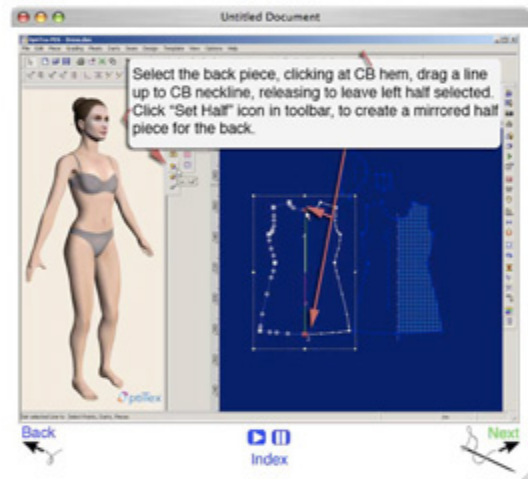 Untitled Document
Select the back piece, clicking at CB hem, drag a line
up to CB neckline, releasing to leave left half selected.
Click “Set Half” icon in toolbar, to create a mirrored half
piece for the back.
OptiTex
Back
Next
Index